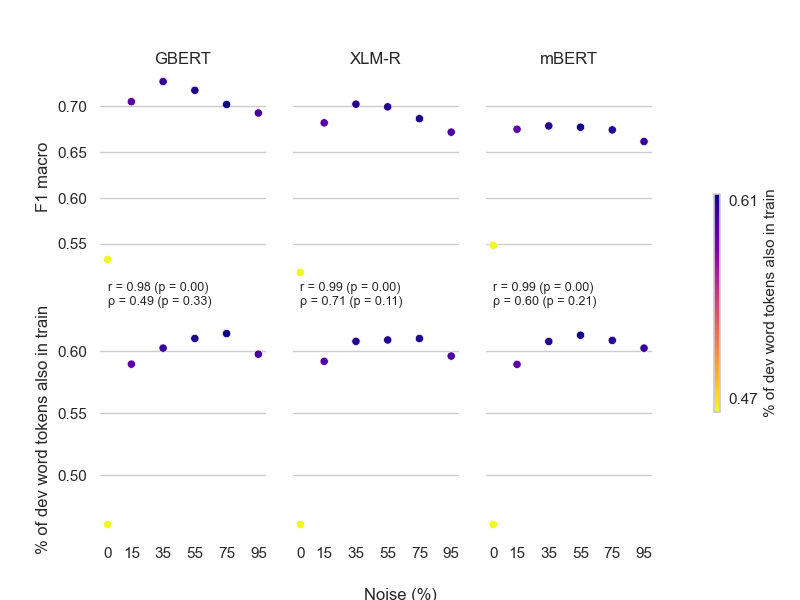 GBERT XLM-R mBERT
F1 macro
0.70
0.65
0.60
0.55
r = 0.98 (p = 0.00)
ρ = 0.49 (p = 0.33)
r = 0.99 (p = 0.00)
ρ = 0.71 (p = 0.11)
r = 0.99 (p = 0.00)
ρ = 0.60 (p = 0.21)
% of dev word tokens also in train
0.60
0.55
0.50
0 15 35 55 75 95
0 15 35 55 75 95
0 15 35 55 75 95
Noise (%)
0.61
0.47
% of dev word tokens also in train